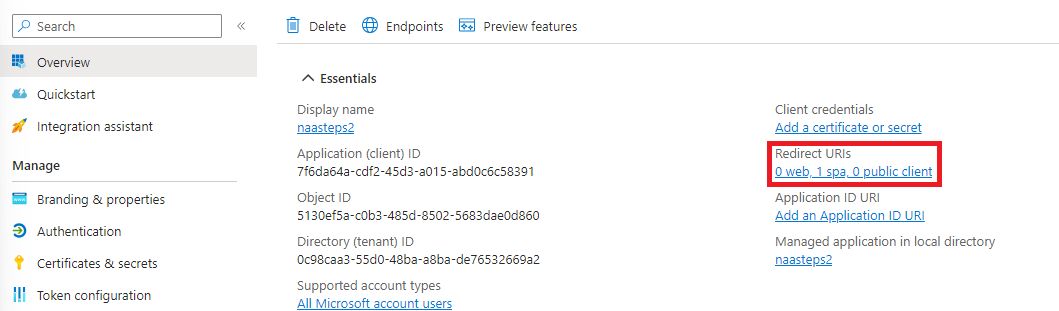 Search
«
Overview
Quickstart
Integration assistant
Manage
Branding & properties
Authentication
Certificates & secrets
Token configuration
Delete Endpoints Preview features
Essentials
Display name
naasteps2
Application (client) ID
7f6da64a-cdf2-45d3-a015-abd0c6c58391
Object ID
5130ef5a-c0b3-485d-8502-5683dae0d860
Directory (tenant) ID
0c98caa3-55d0-48ba-a8ba-de76532669a2
Supported account types
All Microsoft account users
Client credentials
Add a certificate or secret
Redirect URIs
0 web, 1 spa, 0 public client
Application ID URI
Add an Application ID URI
Managed application in local directory
naasteps2